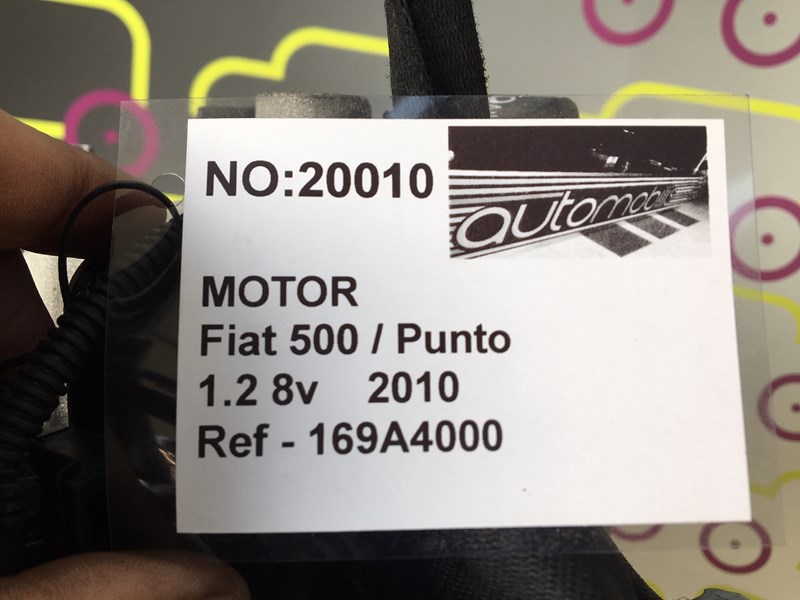 NO:20010
automobile
MOTOR
Fiat 500 / Punto
1.2 8v 2010
Ref - 169A4000